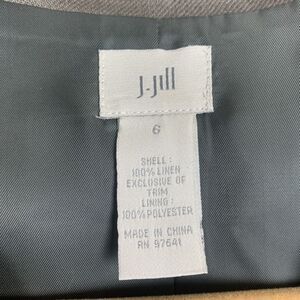 J.Jill
6
SHELL:
100% LINEN
EXCLUSIVE OF
TRIM
LINING:
100% POLYESTER
MADE IN CHINA
RN 97641